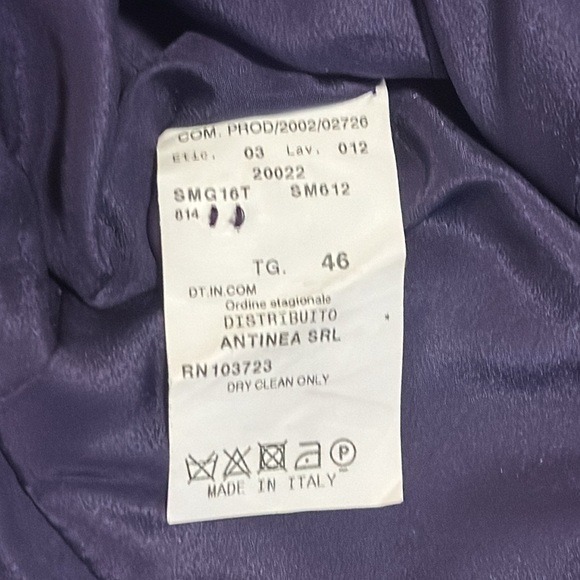 COM. PROD/2002/02726
Etic. 03 Lav. 012
20022
SMG16T SM612
614
TG. 46
DT.IN.COM
Ordine stagionale
DISTRIBUITO
ANTINEA SRL
RN103723
DRY CLEAN ONLY
P
MADE IN ITALY